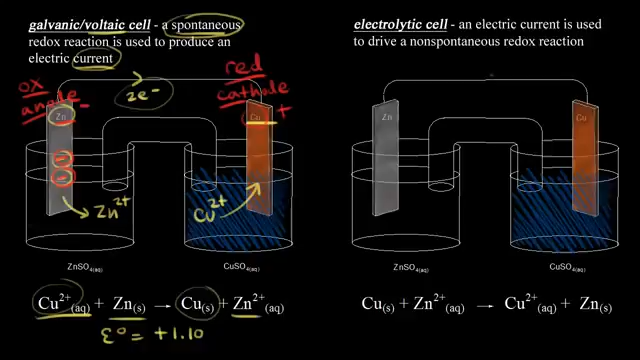 galvanic/voltaic cell - a spontaneous
redox reaction is used to produce an
electric current
ox
anode -
Zn
2e-
red
cathode
Cu +
-
-
Zn²⁺
Cu²⁺
ZnSO₄(aq)
CuSO₄(aq)
Cu²⁺(aq) + Zn(s) → Cu(s) + Zn²⁺(aq)
ε° = +1.10
electrolytic cell - an electric current is used
to drive a nonspontaneous redox reaction
Zn
Cu
ZnSO₄(aq)
CuSO₄(aq)
Cu(s) + Zn²⁺(aq) → Cu²⁺(aq) + Zn(s)